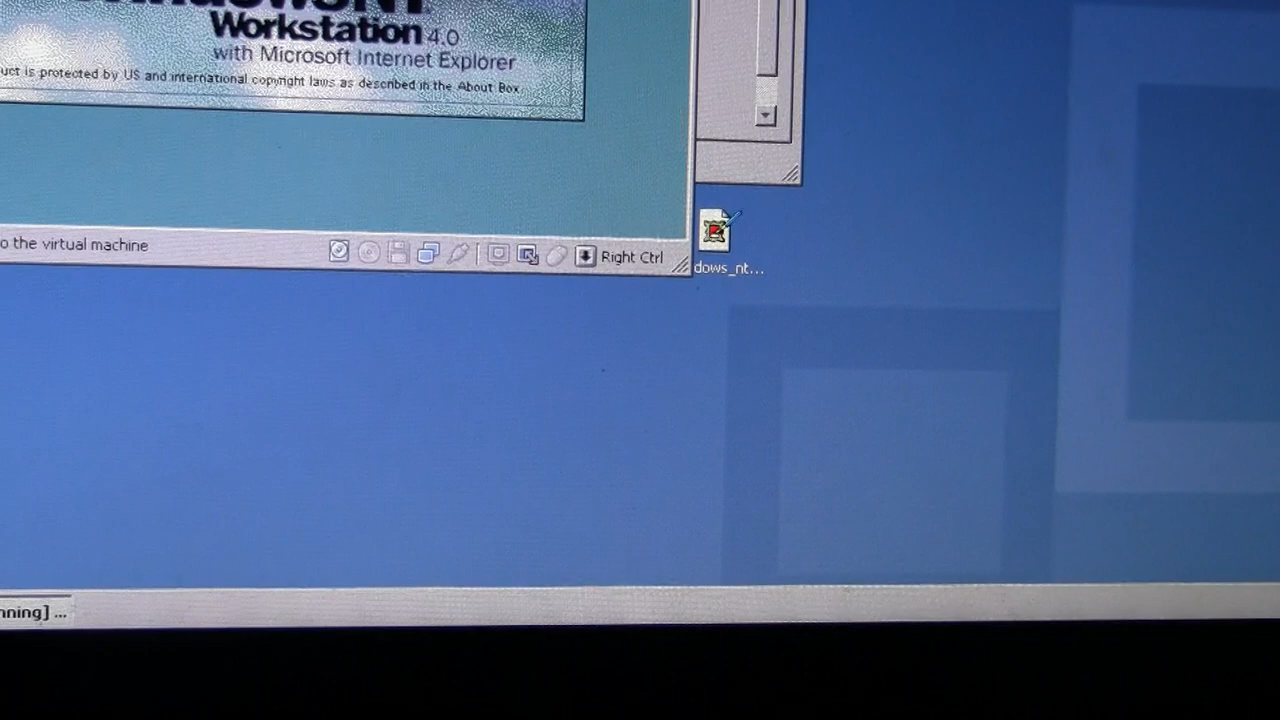 WindowsNT
Workstation 4.0
with Microsoft Internet Explorer
uct is protected by US and international copyright laws as described in the About Box.
o the virtual machine
Right Ctrl
dows_nt...
nning] ...